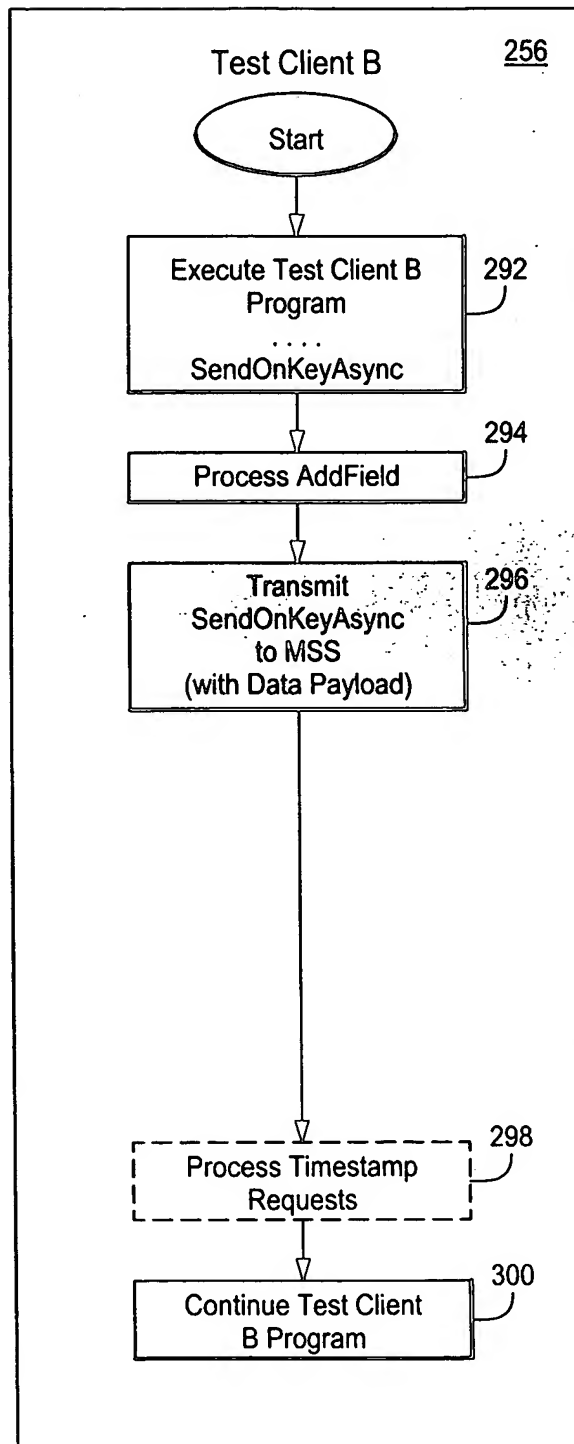 Test Client B
256
Start
Execute Test Client B
Program
. . . .
SendOnKeyAsync
292
Process AddField
294
Transmit
SendOnKeyAsync
to MSS
(with Data Payload)
296
Process Timestamp
Requests
298
Continue Test Client
B Program
300